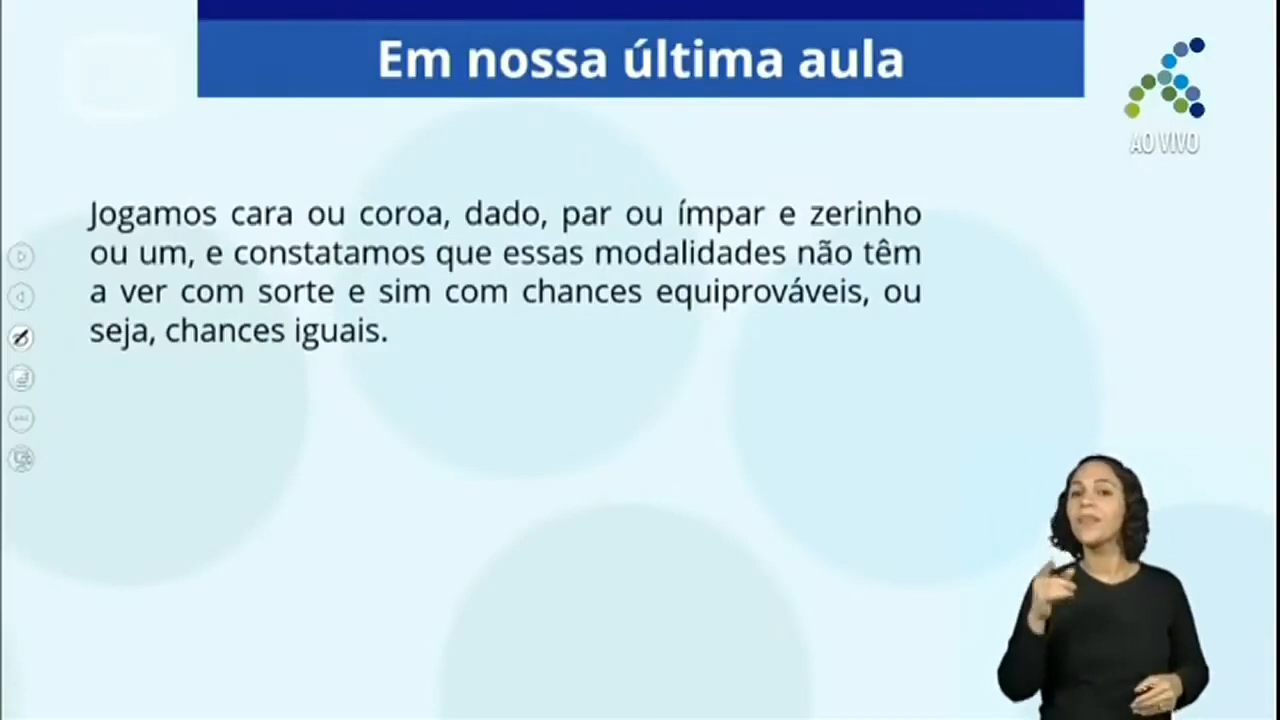 Em nossa última aula
AO VIVO
Jogamos cara ou coroa, dado, par ou ímpar e zerinho
ou um, e constatamos que essas modalidades não têm
a ver com sorte e sim com chances equiprováveis, ou
seja, chances iguais.